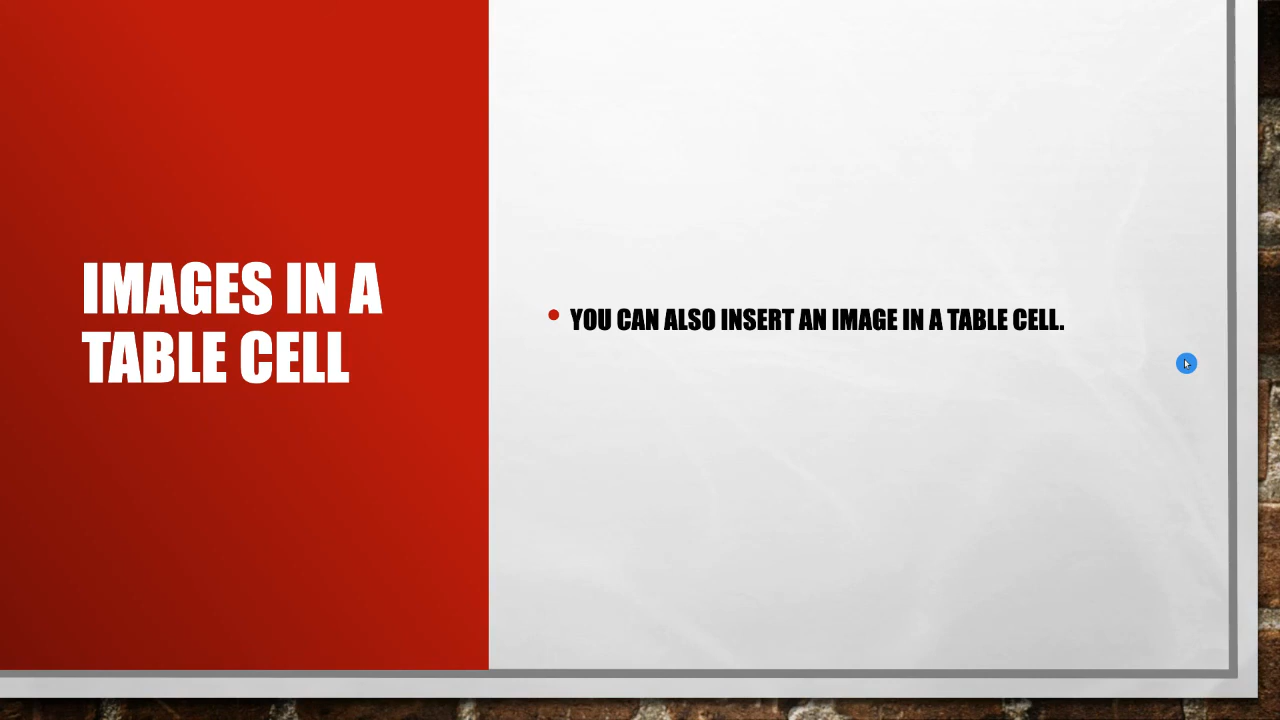 IMAGES IN A
TABLE CELL
• YOU CAN ALSO INSERT AN IMAGE IN A TABLE CELL.